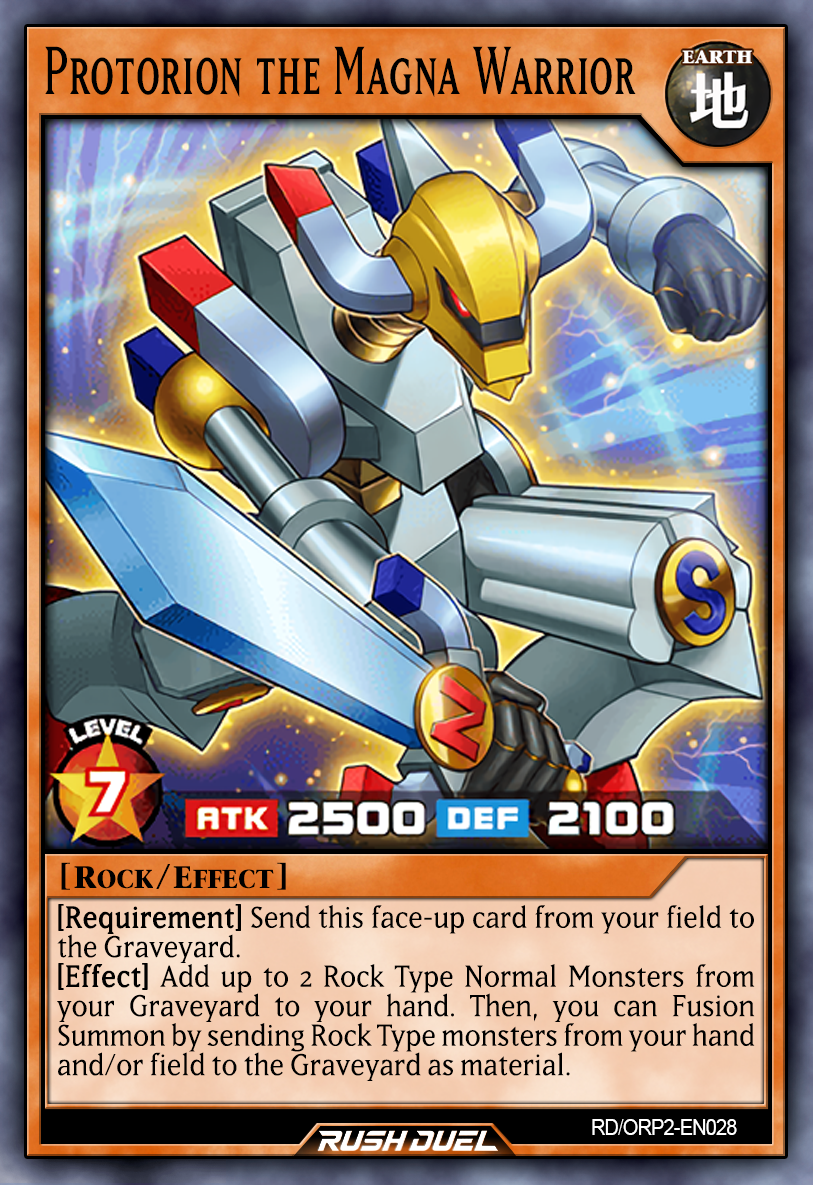 Protorion the Magna Warrior
EARTH
地
S
N
LEVEL
7
ATK 2500 DEF 2100
[Rock/Effect]
[Requirement] Send this face-up card from your field to
the Graveyard.
[Effect] Add up to 2 Rock Type Normal Monsters from
your Graveyard to your hand. Then, you can Fusion
Summon by sending Rock Type monsters from your hand
and/or field to the Graveyard as material.
RD/ORP2-EN028
RUSH DUEL